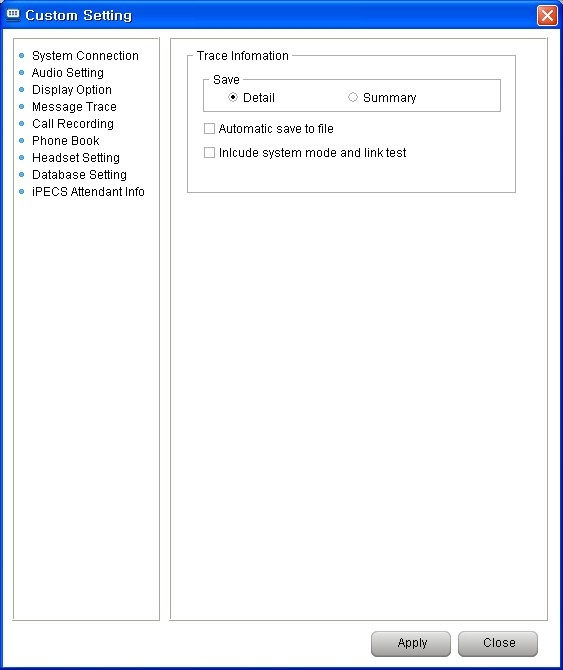 Custom Setting
System Connection
Audio Setting
Display Option
Message Trace
Call Recording
Phone Book
Headset Setting
Database Setting
iPECS Attendant Info
Trace Infomation
Save
Detail Summary
Automatic save to file
Inlcude system mode and link test
Apply Close